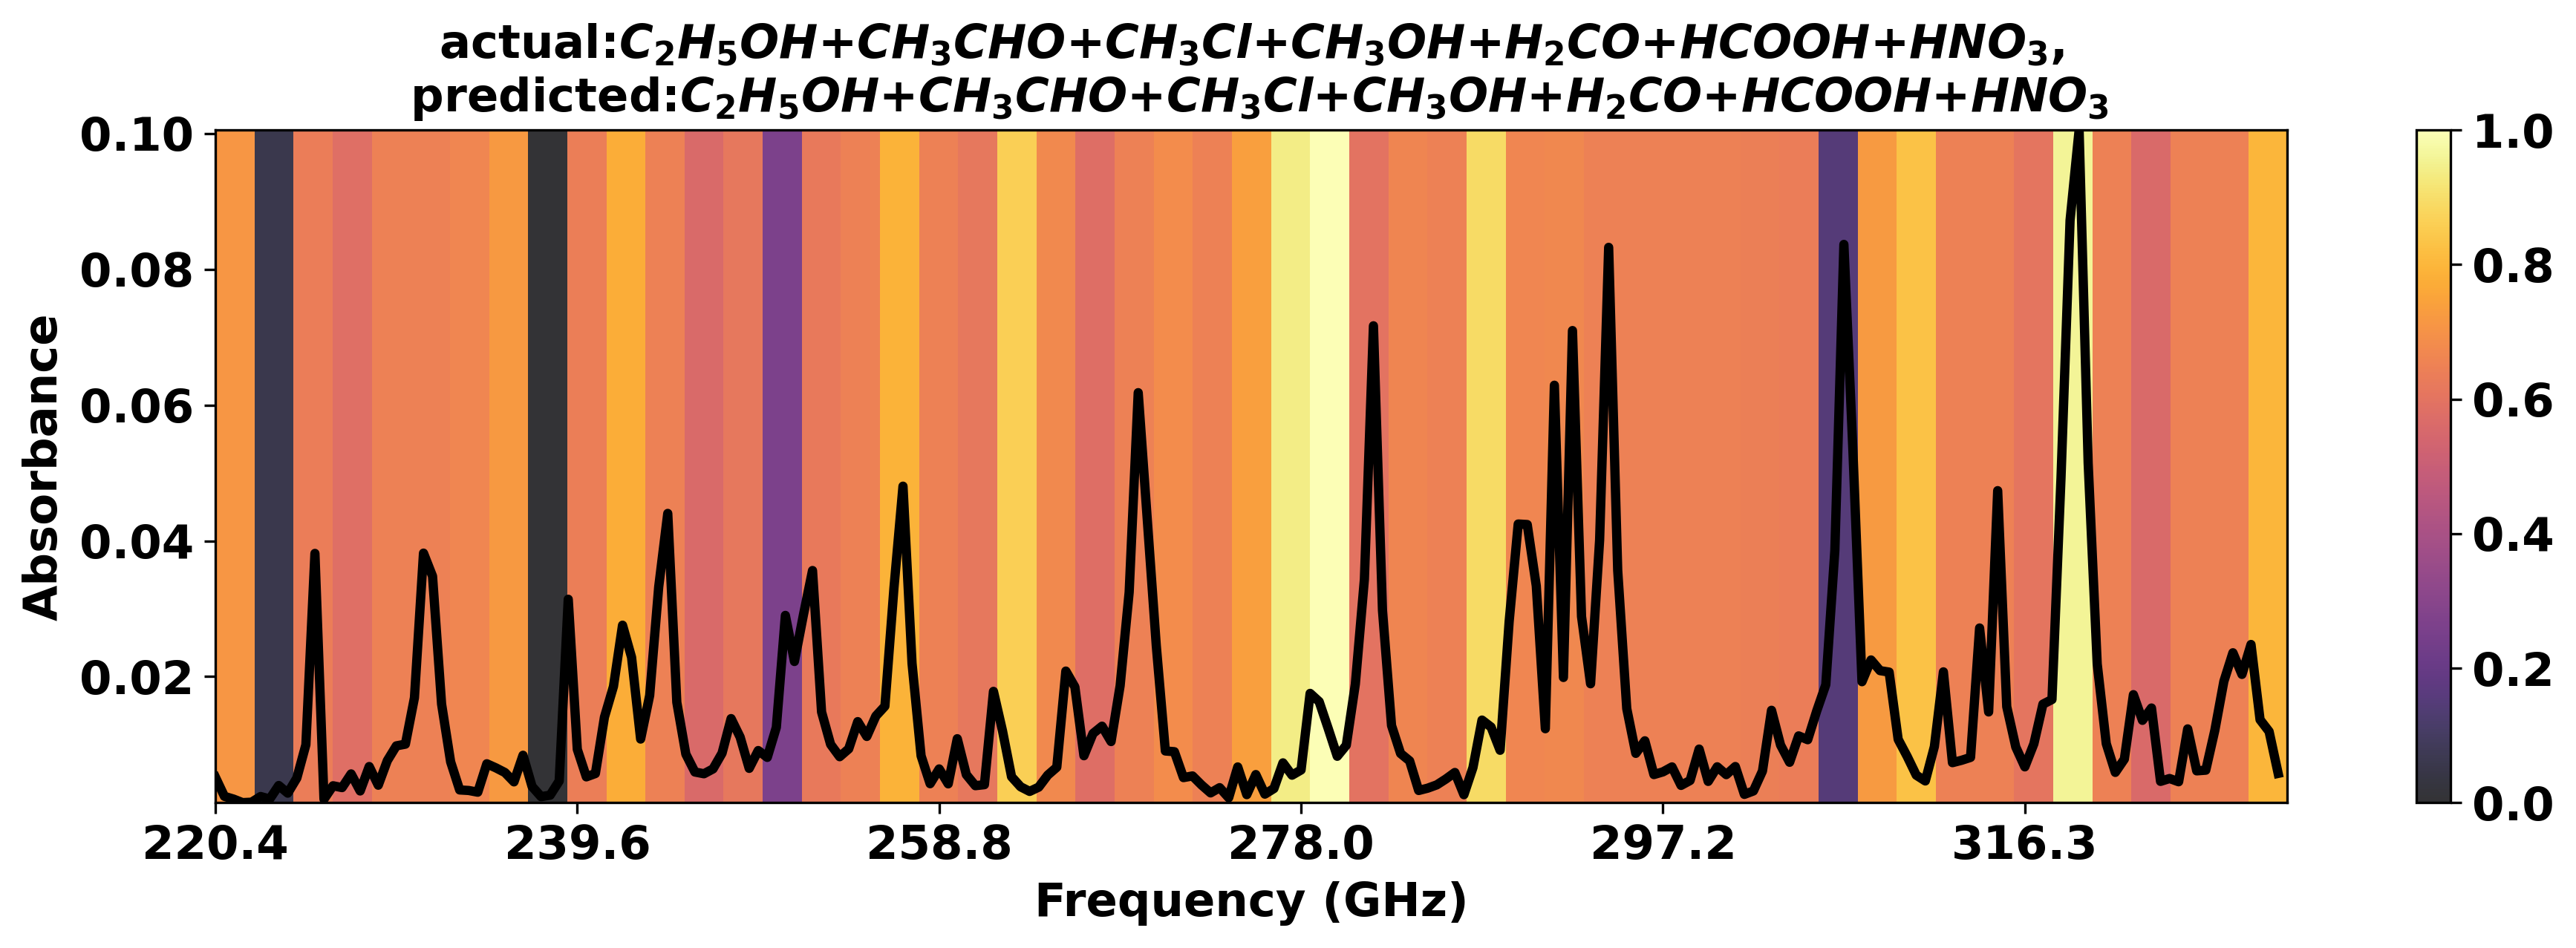 actual:C₂H₅OH+CH₃CHO+CH₃Cl+CH₃OH+H₂CO+HCOOH+HNO₃,
predicted:C₂H₅OH+CH₃CHO+CH₃Cl+CH₃OH+H₂CO+HCOOH+HNO₃
0.10
0.08
0.06
0.04
0.02
Absorbance
220.4 239.6 258.8 278.0 297.2 316.3
Frequency (GHz)
1.0
0.8
0.6
0.4
0.2
0.0